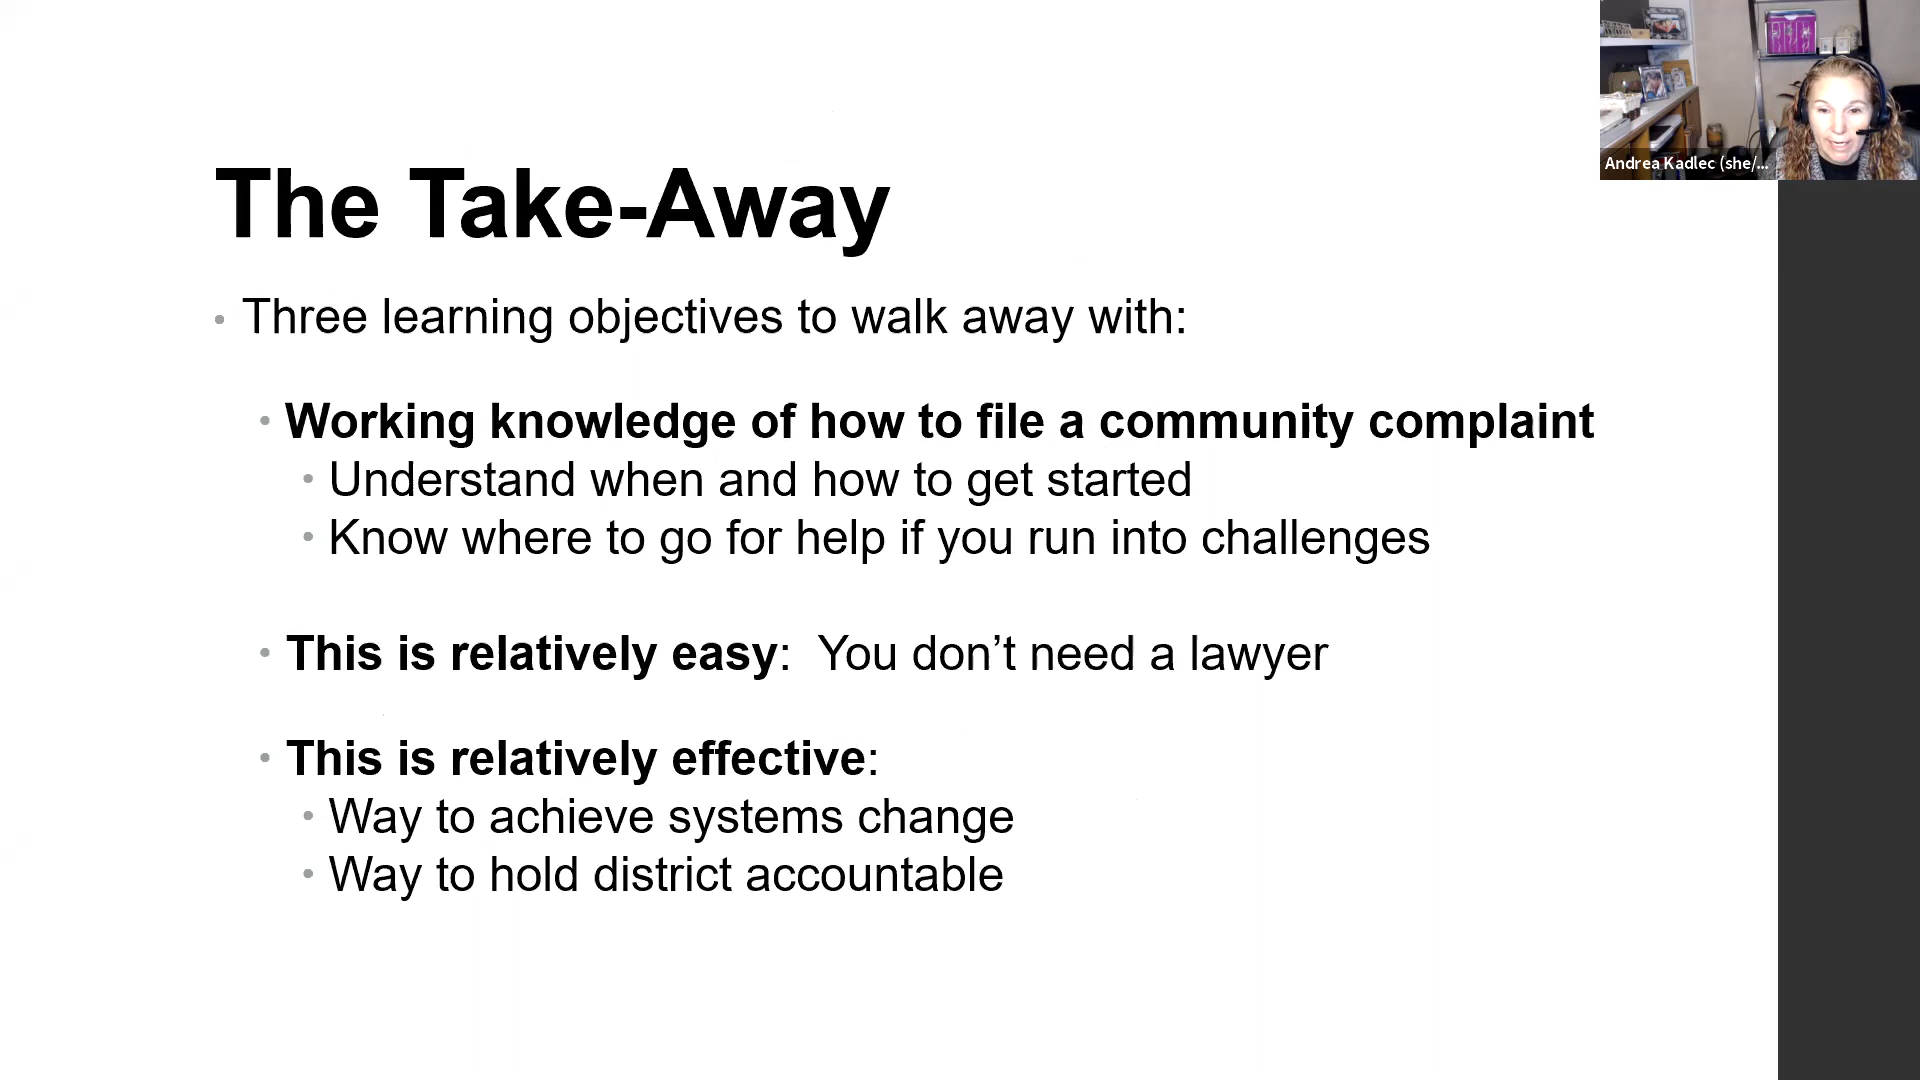 The Take-Away
• Three learning objectives to walk away with:
• Working knowledge of how to file a community complaint
• Understand when and how to get started
• Know where to go for help if you run into challenges
• This is relatively easy:  You don’t need a lawyer
• This is relatively effective:
• Way to achieve systems change
• Way to hold district accountable
Andrea Kadlec (she/...